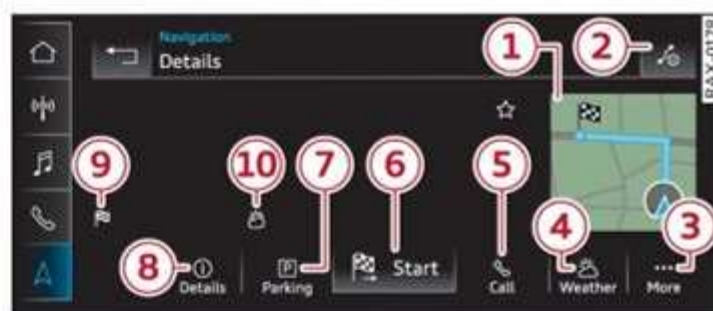 Navigation
Details
1
2
RAX-0178
9
10
7
6
5
4
3
8
Details
P
Parking
Start
Call
Weather
More